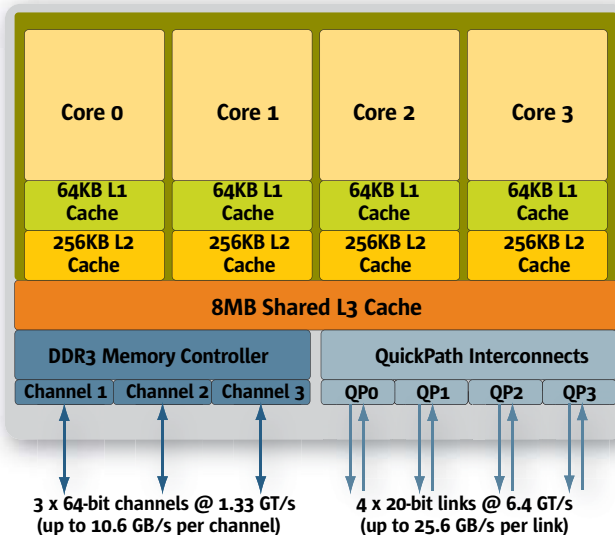 Core 0
Core 1
Core 2
Core 3
64KB L1
Cache
64KB L1
Cache
64KB L1
Cache
64KB L1
Cache
256KB L2
Cache
256KB L2
Cache
256KB L2
Cache
256KB L2
Cache
8MB Shared L3 Cache
DDR3 Memory Controller
QuickPath Interconnects
Channel 1
Channel 2
Channel 3
QP0
QP1
QP2
QP3
3 x 64-bit channels @ 1.33 GT/s
(up to 10.6 GB/s per channel)
4 x 20-bit links @ 6.4 GT/s
(up to 25.6 GB/s per link)